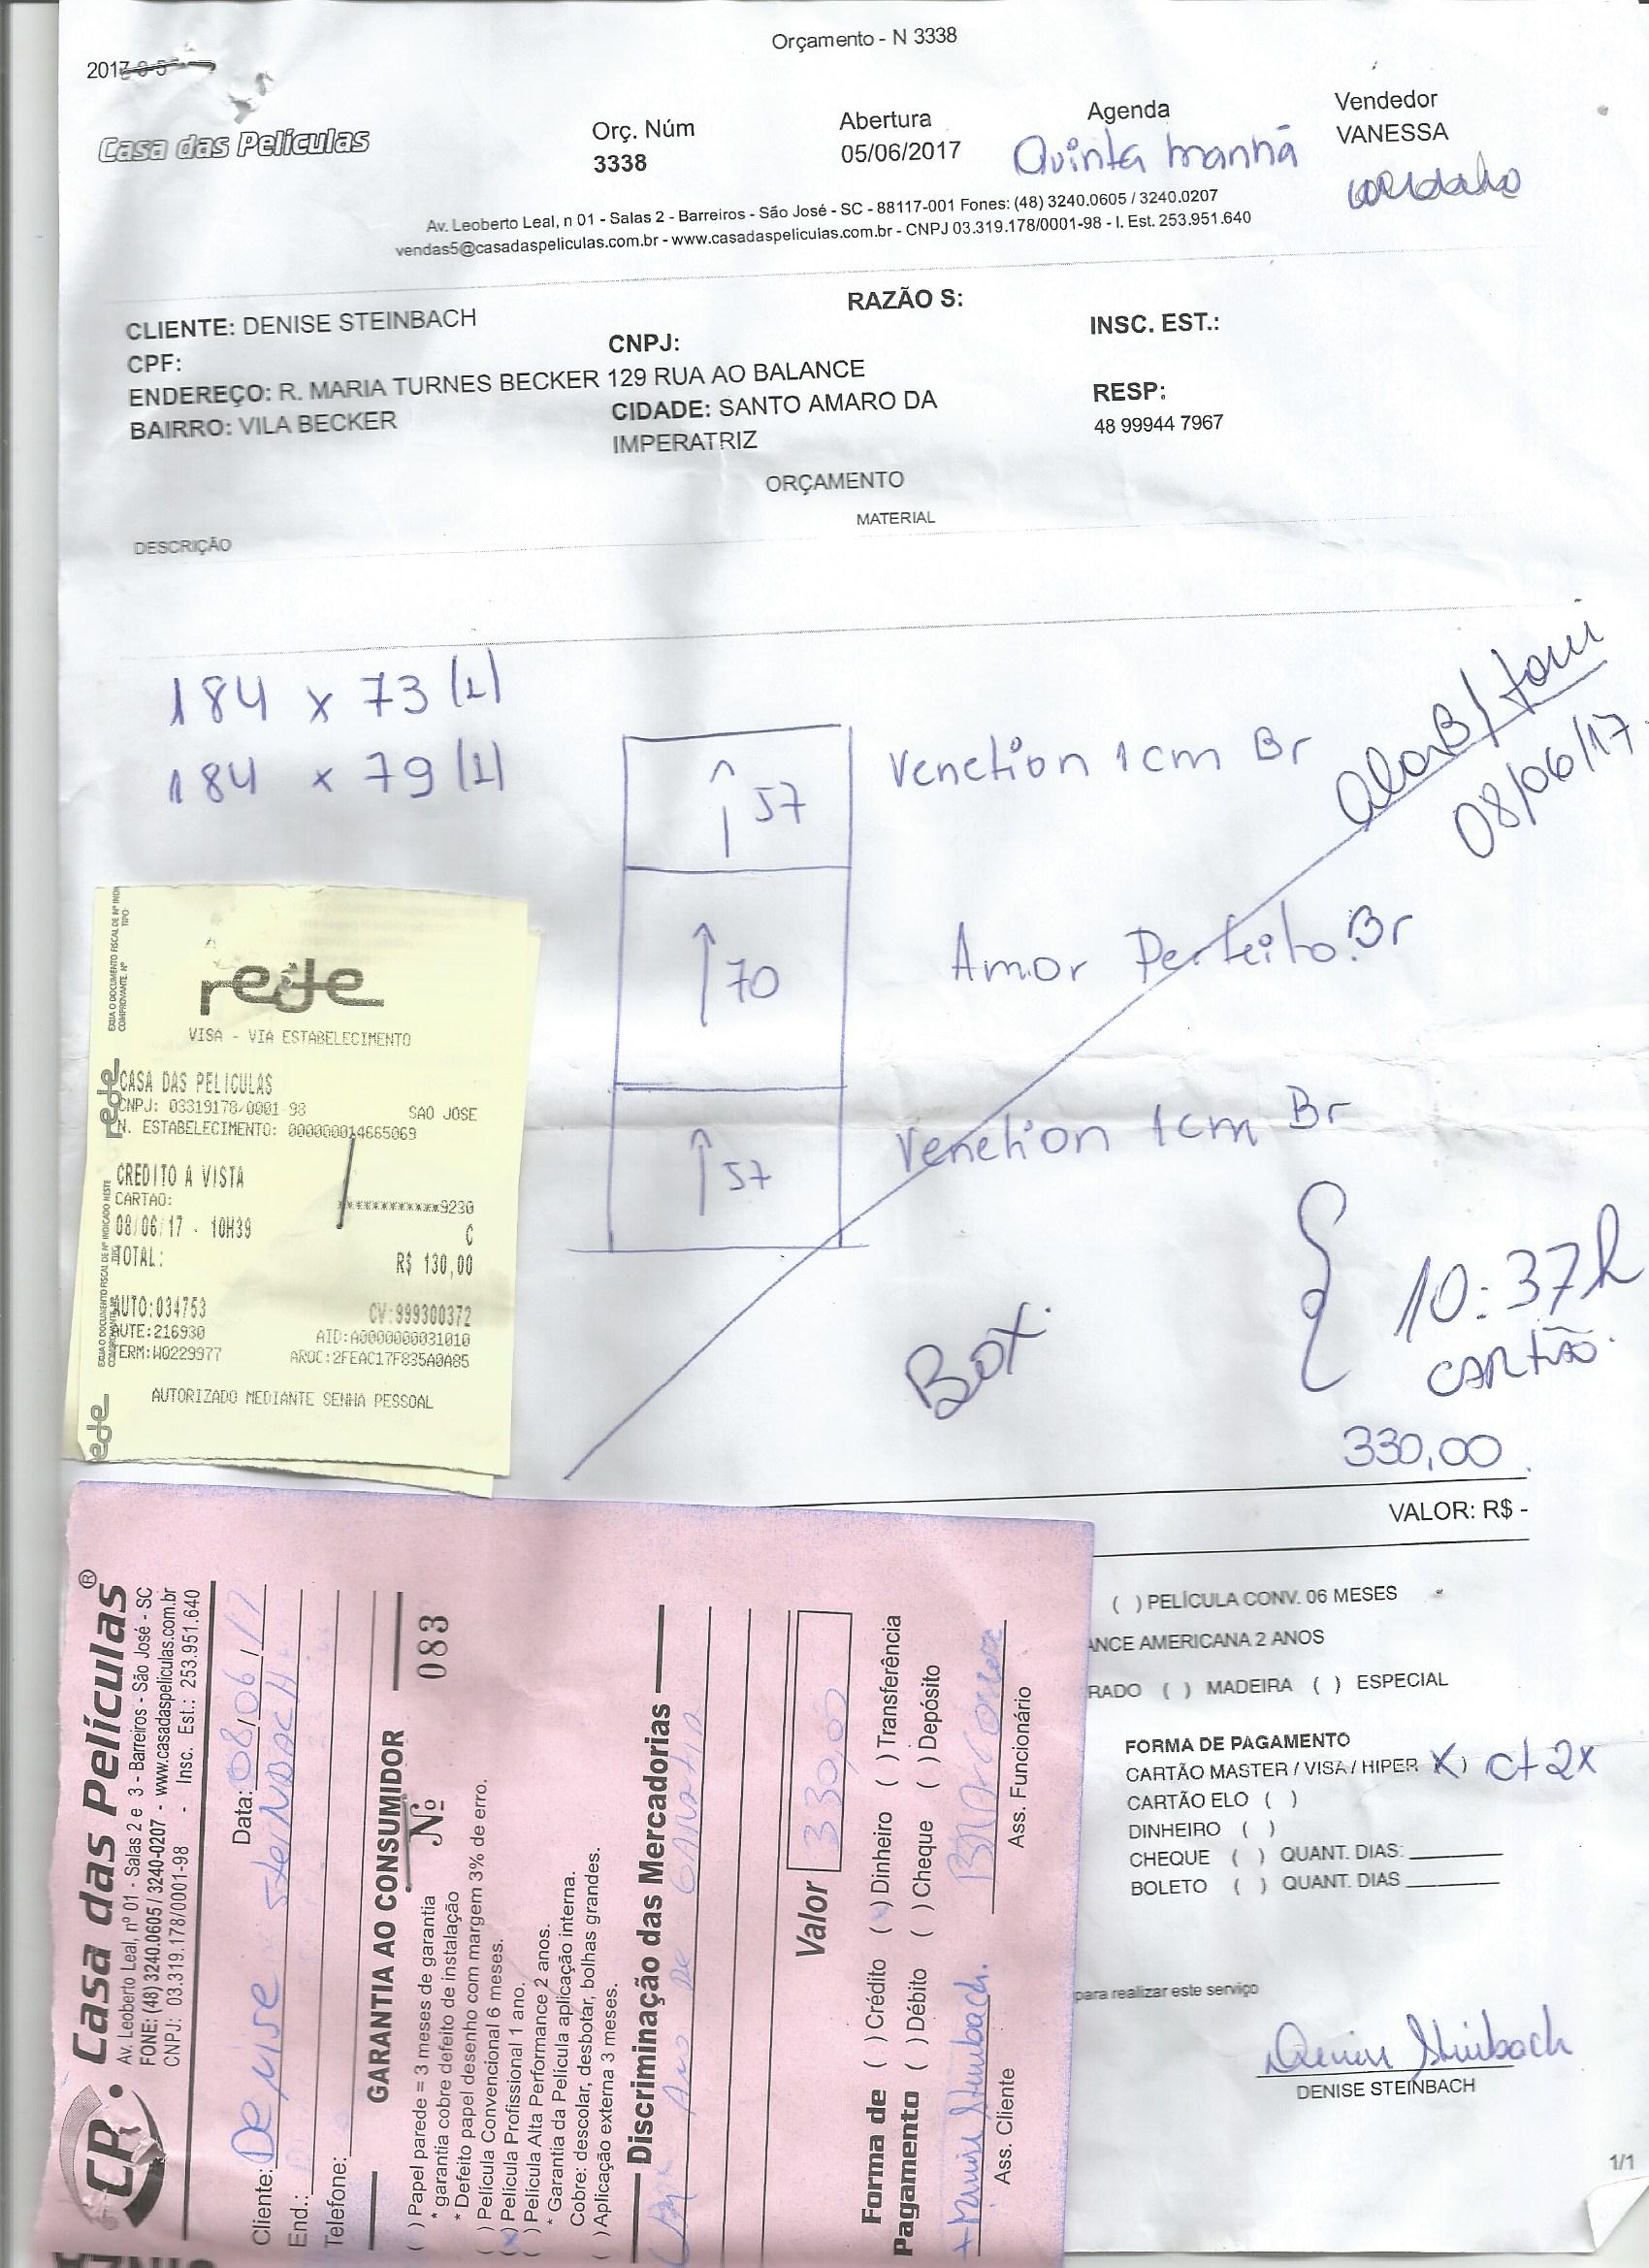 Orçamento - N 3338
2017
Casa das Películas
Orç. Núm
3338
Abertura
05/06/2017
Agenda
Quinta manhã
Vendedor
VANESSA
Av. Leoberto Leal, n 01 - Salas 2 - Barreiros - São José - SC - 88117-001 Fones: (48) 3240.0605 / 3240.0207
vendas5@casadaspeliculas.com.br - www.casadaspeliculas.com.br - CNPJ 03.319.178/0001-98 - I. Est. 253.951.640
RAZÃO S:
CLIENTE: DENISE STEINBACH
CPF:
CNPJ:
INSC. EST.:
ENDEREÇO: R. MARIA TURNES BECKER 129 RUA AO BALANCE
BAIRRO: VILA BECKER
CIDADE: SANTO AMARO DA
IMPERATRIZ
RESP:
48 99944 7967
ORÇAMENTO
MATERIAL
DESCRIÇÃO
184 x 73 (1)
184 x 79 (1)
57
Venetion 1cm Br
08/06/17
70
Amor Perfeito Br
57
Venetion 1cm Br
Box
10:37h
CARTÃO
330,00
VALOR: R$ -
rede
VISA - VIA ESTABELECIMENTO
CASA DAS PELICULAS
CNPJ: 03319178/0001-98 SAO JOSE
N. ESTABELECIMENTO: 000000014665069
CREDITO A VISTA
CARTAO:
***********9230
08/06/17 - 10H39 C
TOTAL: R$ 130,00
AUTO:034753 CV:999300372
AUTE:216930 AID:A0000000031010
TERM:W0229977 ARQC:2FEAC17F835A0A85
AUTORIZADO MEDIANTE SENHA PESSOAL
( ) PELÍCULA CONV. 06 MESES
ANCE AMERICANA 2 ANOS
RADO ( ) MADEIRA ( ) ESPECIAL
FORMA DE PAGAMENTO
CARTÃO MASTER / VISA / HIPER X ) ct 2x
CARTÃO ELO ( )
DINHEIRO ( )
CHEQUE ( ) QUANT. DIAS:
BOLETO ( ) QUANT. DIAS
para realizar este serviço
Denise Steinbach
DENISE STEINBACH
1/1
CP
Casa das Películas®
Av. Leoberto Leal, nº 01 - Salas 2 e 3 - Barreiros - São José - SC
FONE: (48) 3240.0605 / 3240-0207 - www.casadaspeliculas.com.br
CNPJ: 03.319.178/0001-98 - Insc. Est.: 253.951.640
Data: 08/06/17
Cliente: Denise Steinbach
End.:
Telefone:
GARANTIA AO CONSUMIDOR
Nº 083
( ) Papel parede = 3 meses de garantia
* garantia cobre defeito de instalação
* Defeito papel desenho com margem 3% de erro.
( ) Película Convencional 6 meses.
(x) Película Profissional 1 ano.
( ) Película Alta Performance 2 anos.
* Garantia da Película aplicação interna.
Cobre: descolar, desbotar, bolhas grandes.
( ) Aplicação externa 3 meses.
Discriminação das Mercadorias
Ano de Garantia
Valor 330,00
Forma de Pagamento
( ) Crédito (x) Dinheiro ( ) Transferência
( ) Débito ( ) Cheque ( ) Depósito
Ass. Cliente
Ass. Funcionário